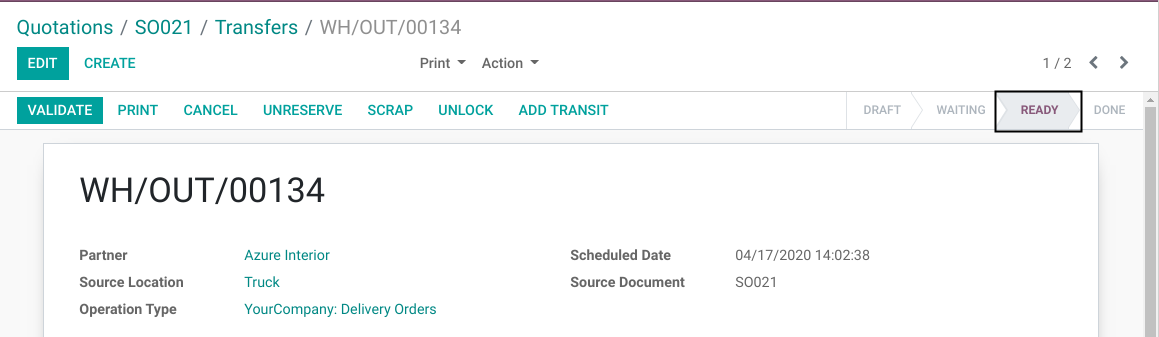 Quotations / SO021 / Transfers / WH/OUT/00134
EDIT CREATE Print Action 1 / 2
VALIDATE PRINT CANCEL UNRESERVE SCRAP UNLOCK ADD TRANSIT DRAFT WAITING READY DONE
WH/OUT/00134
Partner Azure Interior Scheduled Date 04/17/2020 14:02:38
Source Location Truck Source Document SO021
Operation Type YourCompany: Delivery Orders